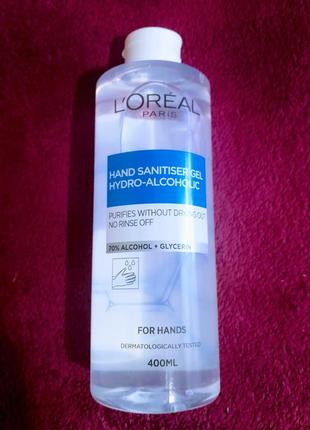 L'ORÉAL
PARIS
HAND SANITISER GEL
HYDRO-ALCOHOLIC
PURIFIES WITHOUT DRYING OUT
NO RINSE OFF
70% ALCOHOL + GLYCERIN
FOR HANDS
DERMATOLOGICALLY TESTED
400ML